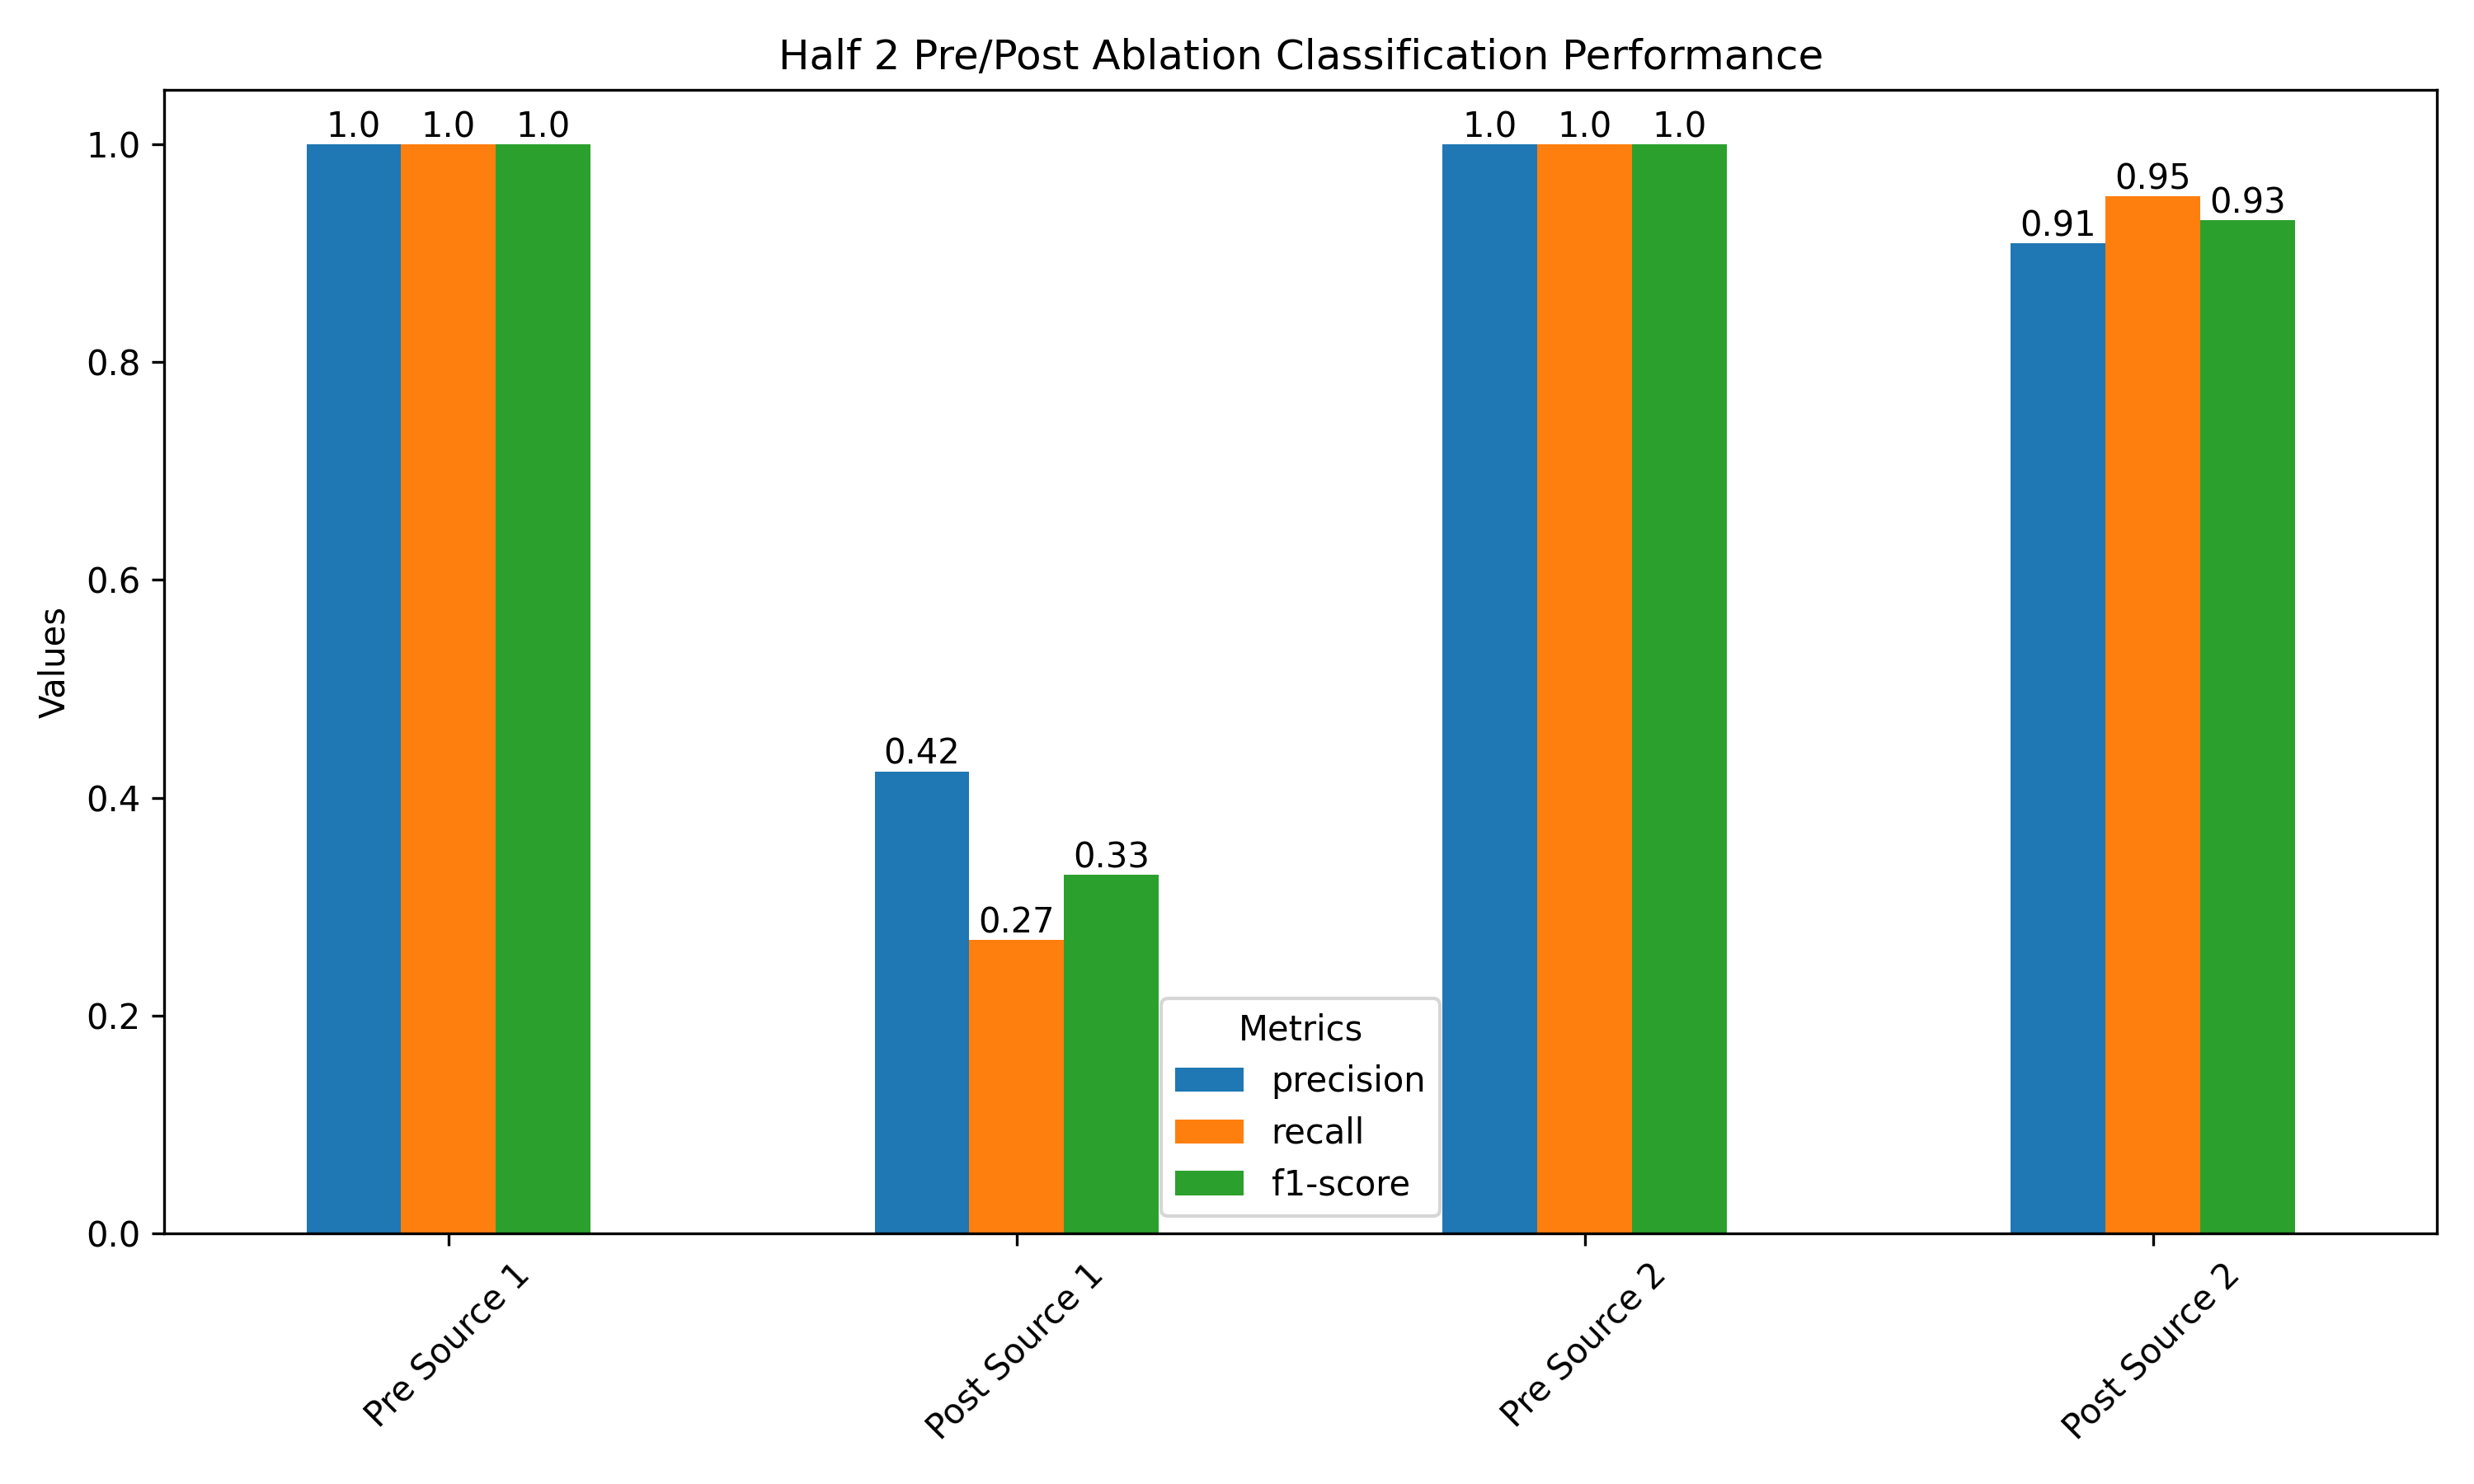 Half 2 Pre/Post Ablation Classification Performance
Values
1.0
0.8
0.6
0.4
0.2
0.0
1.0 1.0 1.0
0.42
0.27
0.33
1.0 1.0 1.0
0.91
0.95
0.93
Metrics
precision
recall
f1-score
Pre Source 1
Post Source 1
Pre Source 2
Post Source 2